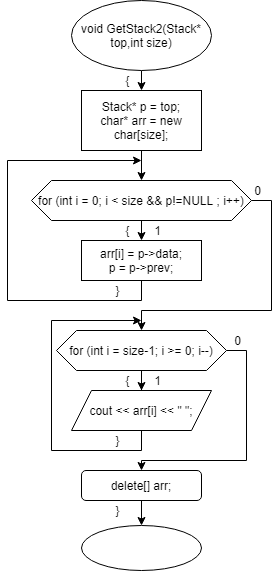 void GetStack2(Stack*
top,int size)
{
Stack* p = top;
char* arr = new
char[size];
for (int i = 0; i < size && p!=NULL ; i++)
0
{ 1
arr[i] = p->data;
p = p->prev;
}
for (int i = size-1; i >= 0; i--)
0
{ 1
cout << arr[i] << " ";
}
delete[] arr;
}